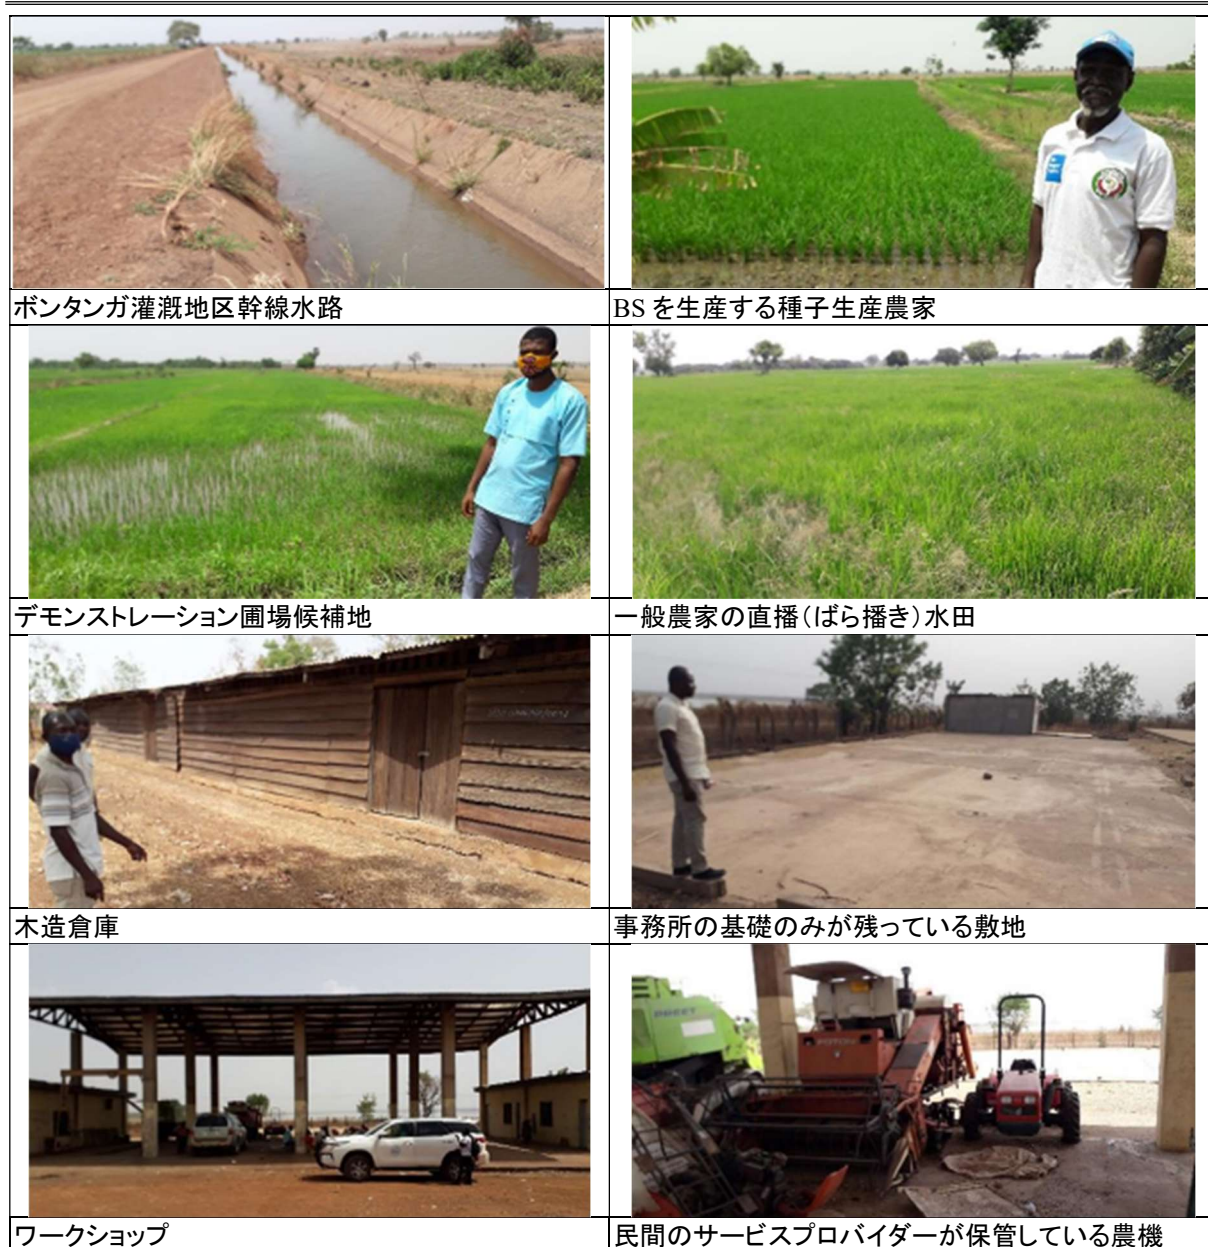 ボンタンガ灌漑地区幹線水路
BSを生産する種子生産農家
デモンストレーション圃場候補地
一般農家の直播（ばら播き）水田
木造倉庫
事務所の基礎のみが残っている敷地
PREET
FOTON
ワークショップ
民間のサービスプロバイダーが保管している農機